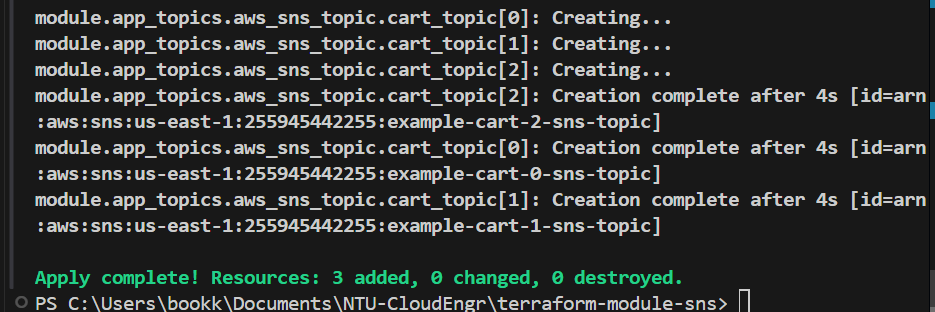 module.app_topics.aws_sns_topic.cart_topic[0]: Creating...
module.app_topics.aws_sns_topic.cart_topic[1]: Creating...
module.app_topics.aws_sns_topic.cart_topic[2]: Creating...
module.app_topics.aws_sns_topic.cart_topic[2]: Creation complete after 4s [id=arn
:aws:sns:us-east-1:255945442255:example-cart-2-sns-topic]
module.app_topics.aws_sns_topic.cart_topic[0]: Creation complete after 4s [id=arn
:aws:sns:us-east-1:255945442255:example-cart-0-sns-topic]
module.app_topics.aws_sns_topic.cart_topic[1]: Creation complete after 4s [id=arn
:aws:sns:us-east-1:255945442255:example-cart-1-sns-topic]
Apply complete! Resources: 3 added, 0 changed, 0 destroyed.
PS C:\Users\bookk\Documents\NTU-CloudEngr\terraform-module-sns>